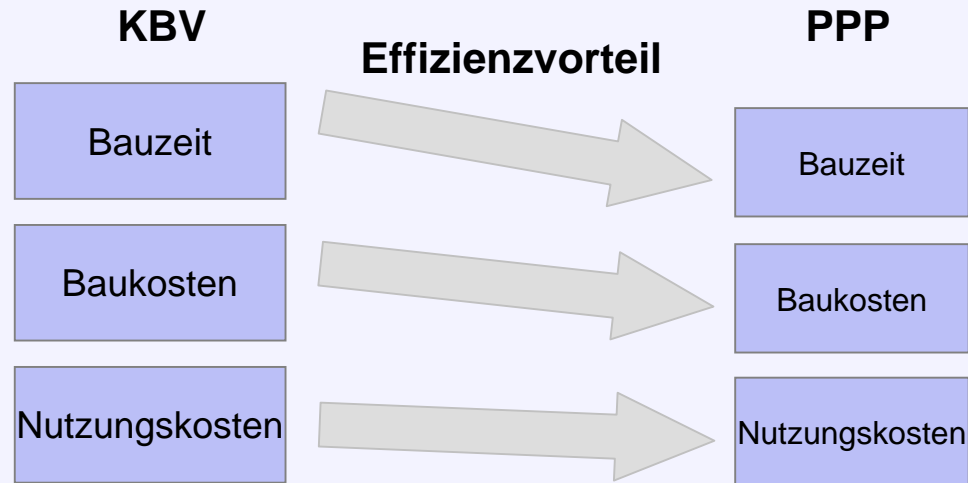 KBV
Effizienzvorteil
PPP
Bauzeit
Bauzeit
Baukosten
Baukosten
Nutzungskosten
Nutzungskosten